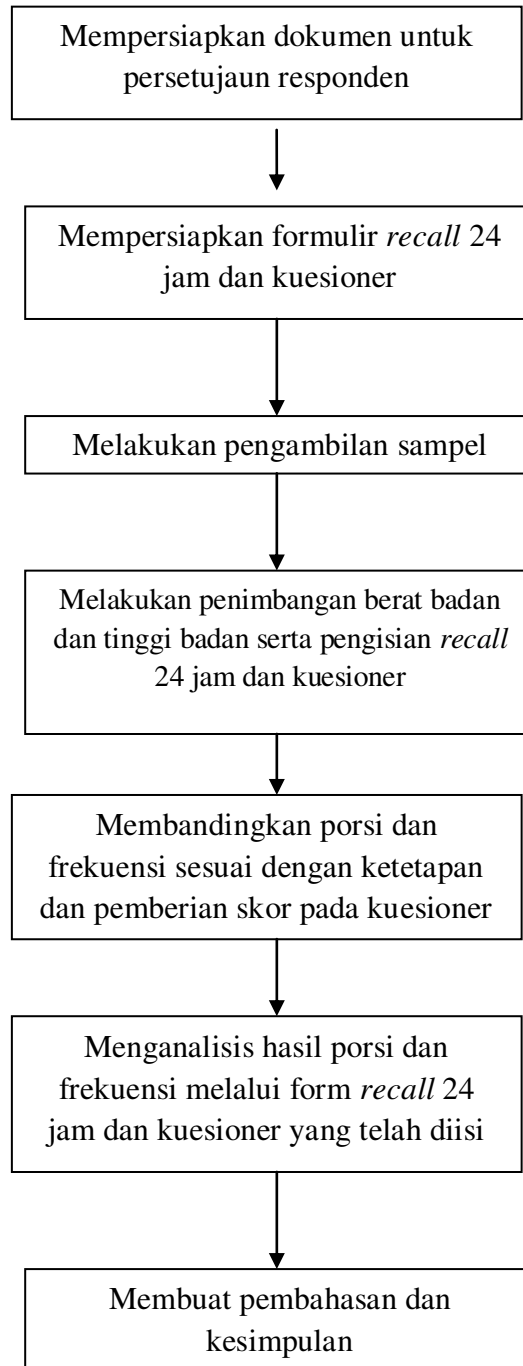 Mempersiapkan dokumen untuk
persetujaun responden
Mempersiapkan formulir recall 24
jam dan kuesioner
Melakukan pengambilan sampel
Melakukan penimbangan berat badan
dan tinggi badan serta pengisian recall
24 jam dan kuesioner
Membandingkan porsi dan
frekuensi sesuai dengan ketetapan
dan pemberian skor pada kuesioner
Menganalisis hasil porsi dan
frekuensi melalui form recall 24
jam dan kuesioner yang telah diisi
Membuat pembahasan dan
kesimpulan